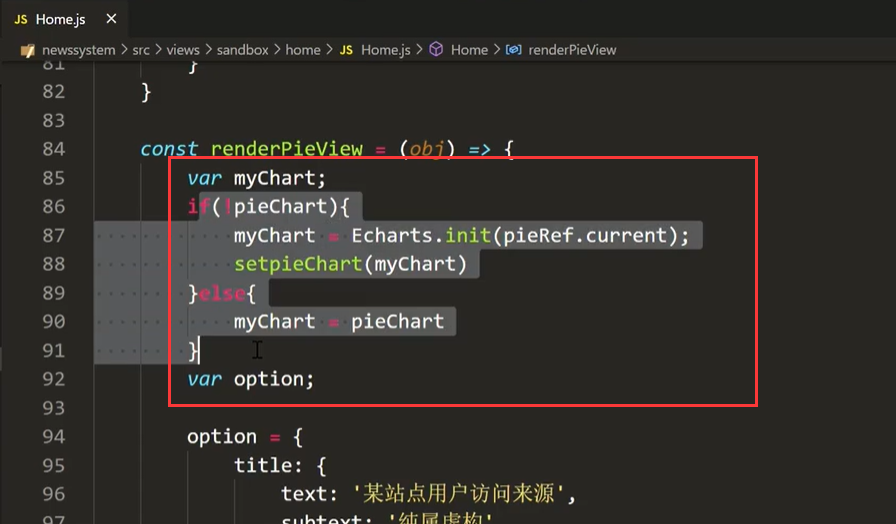 JS Home.js ×
newssystem > src > views > sandbox > home > JS Home.js > Home > renderPieView
81 }
82 }
83
84 const renderPieView = (obj) => {
85 var myChart;
86 if(!pieChart){
87 myChart = Echarts.init(pieRef.current);
88 setpieChart(myChart)
89 }else{
90 myChart = pieChart
91 }
92 var option;
93
94 option = {
95 title: {
96 text: '某站点用户访问来源',
97 subtext: '纯属虚构'